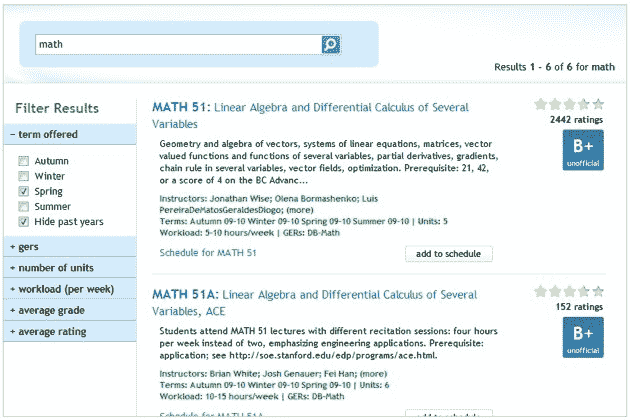 math
Results 1 - 6 of 6 for math
Filter Results
– term offered
Autumn
Winter
Spring
Summer
Hide past years
+ gers
+ number of units
+ workload (per week)
+ average grade
+ average rating
MATH 51: Linear Algebra and Differential Calculus of Several
Variables
Geometry and algebra of vectors, systems of linear equations, matrices, vector
valued functions and functions of several variables, partial derivatives, gradients,
chain rule in several variables, vector fields, optimization. Prerequisite: 21, 42,
or a score of 4 on the BC Advanc...
Instructors: Jonathan Wise; Olena Bormashenko; Luis
PereiraDeMatosGeraldesDiogo; (more)
Terms: Autumn 09-10 Winter 09-10 Spring 09-10 Summer 09-10 | Units: 5
Workload: 5-10 hours/week | GERs: DB-Math
Schedule for MATH 51
add to schedule
2442 ratings
B+
unofficial
MATH 51A: Linear Algebra and Differential Calculus of Several
Variables, ACE
Students attend MATH 51 lectures with different recitation sessions: four hours
per week instead of two, emphasizing engineering applications. Prerequisite:
application; see http://soe.stanford.edu/edp/programs/ace.html.
Instructors: Brian White; Josh Genauer; Fei Han; (more)
Terms: Autumn 09-10 Winter 09-10 Spring 09-10 | Units: 6
Workload: 10-15 hours/week | GERs: DB-Math
Schedule for MATH 51A
add to schedule
152 ratings
B+
unofficial